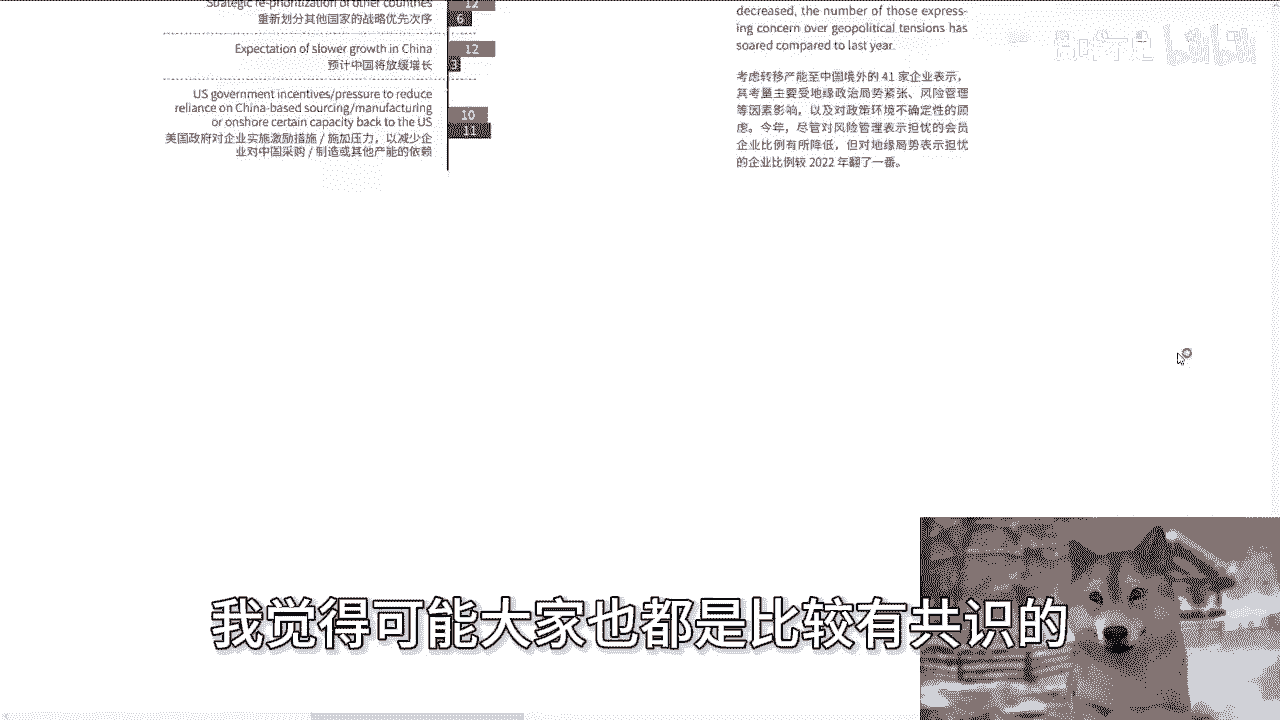 Strategic re-prioritization of other countries
12
重新划分其他国家的战略优先次序
6
Expectation of slower growth in China
12
预计中国将放缓增长
3
US government incentives/pressure to reduce
reliance on China-based sourcing/manufacturing
or onshore certain capacity back to the US
10
11
美国政府对企业实施激励措施 / 施加压力，以减少企
业对中国采购 / 制造或其他产能的依赖
decreased, the number of those express-
ing concern over geopolitical tensions has
soared compared to last year.
考虑转移产能至中国境外的 41 家企业表示，
其考量主要受地缘政治局势紧张、风险管理
等因素影响，以及对政策环境不确定性的顾
虑。今年，尽管对风险管理表示担忧的会员
企业比例有所降低，但对地缘局势表示担忧
的企业比例较 2022 年翻了一番。
我觉得可能大家也都是比较有共识的